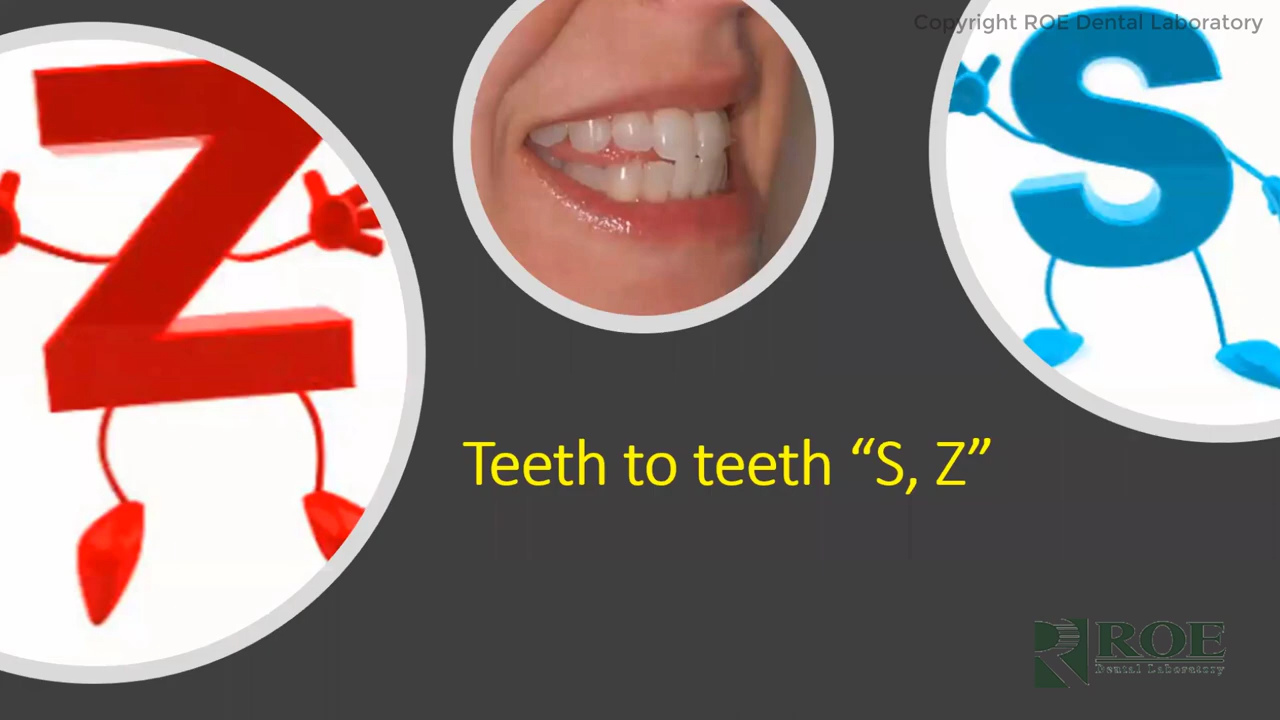 Copyright ROE Dental Laboratory
Z
S
Teeth to teeth “S, Z”
ROE
Dental Laboratory